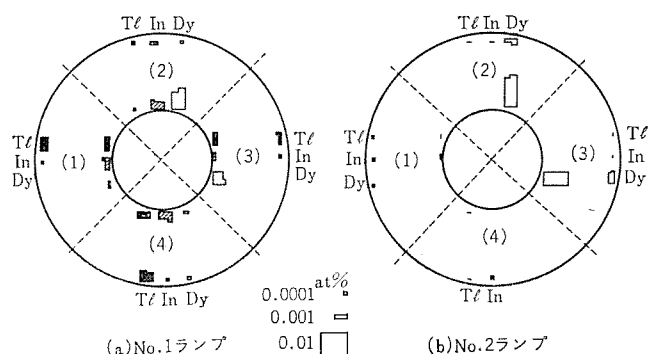 Tℓ In Dy
(2)
Tℓ
In
Dy
(1)
(3)
Tℓ
In
Dy
(4)
Tℓ In Dy
(a)No.1ランプ
at%
0.0001
0.001
0.01
Tℓ In Dy
(2)
Tℓ
In
Dy
(1)
(3)
Tℓ
In
Dy
(4)
Tℓ In
(b)No.2ランプ